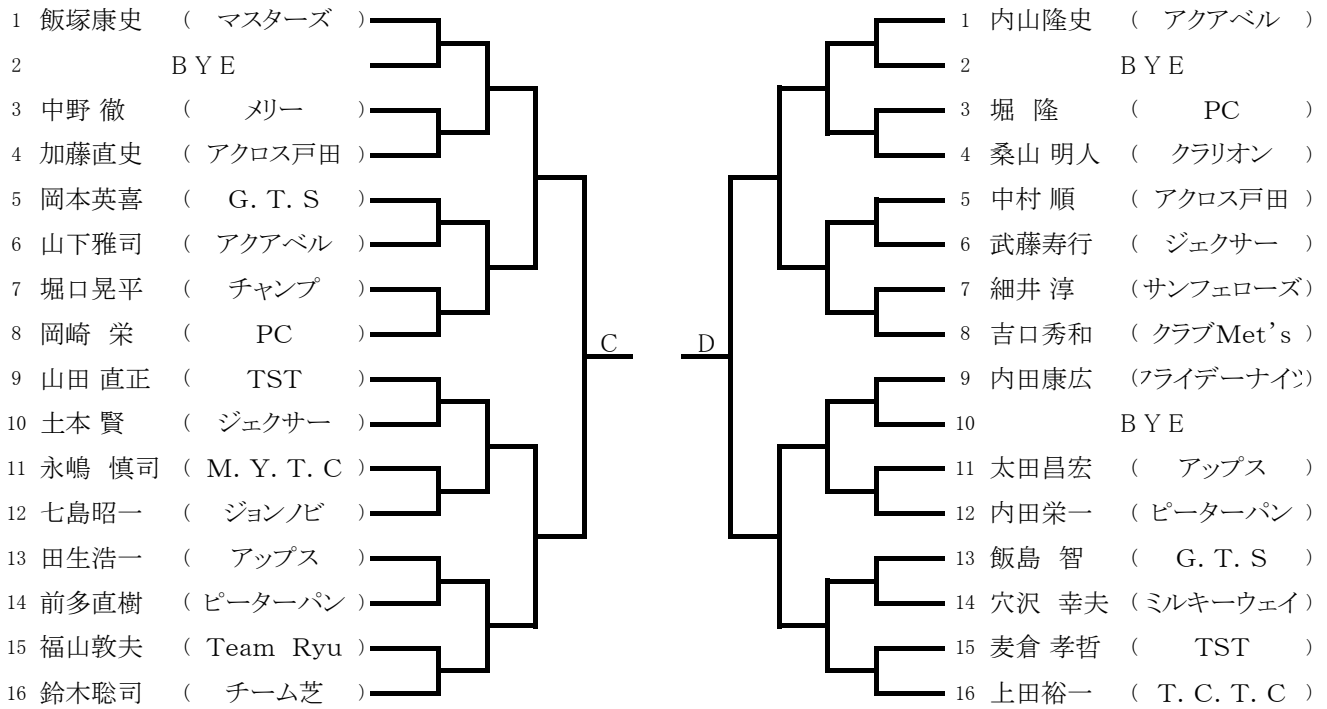 1 飯塚康史 ( マスターズ )
2 B Y E
3 中野 徹 ( メリー )
4 加藤直史 ( アクロス戸田 )
5 岡本英喜 ( G. T. S )
6 山下雅司 ( アクアベル )
7 堀口晃平 ( チャンプ )
8 岡崎 栄 ( PC )
9 山田 直正 ( TST )
10 土本 賢 ( ジェクサー )
11 永嶋 慎司 ( M. Y. T. C )
12 七島昭一 ( ジョンノビ )
13 田生浩一 ( アップス )
14 前多直樹 ( ピーターパン )
15 福山敦夫 ( Team Ryu )
16 鈴木聡司 ( チーム芝 )
C
D
1 内山隆史 ( アクアベル )
2 B Y E
3 堀 隆 ( PC )
4 桑山 明人 ( クラリオン )
5 中村 順 ( アクロス戸田 )
6 武藤寿行 ( ジェクサー )
7 細井 淳 (サンフェローズ)
8 吉口秀和 ( クラブMet's )
9 内田康広 (フライデーナイツ)
10 B Y E
11 太田昌宏 ( アップス )
12 内田栄一 ( ピーターパン )
13 飯島 智 ( G. T. S )
14 穴沢 幸夫 (ミルキーウェイ)
15 麦倉 孝哲 ( TST )
16 上田裕一 ( T. C. T. C )